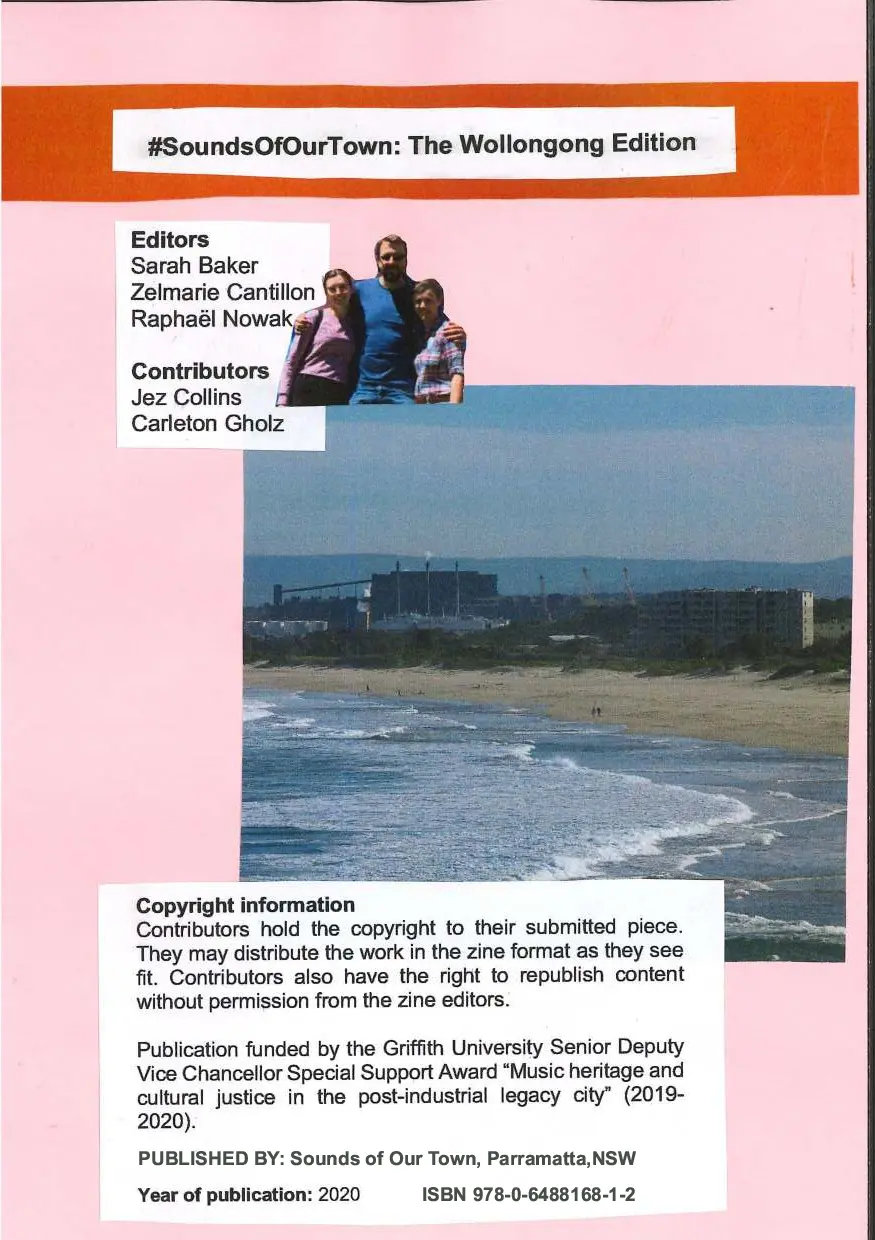 #SoundsOfOurTown: The Wollongong Edition
Editors
Sarah Baker
Zelmarie Cantillon
Raphaël Nowak
Contributors
Jez Collins
Carleton Gholz
Copyright information
Contributors hold the copyright to their submitted piece.
They may distribute the work in the zine format as they see
fit. Contributors also have the right to republish content
without permission from the zine editors.
Publication funded by the Griffith University Senior Deputy
Vice Chancellor Special Support Award “Music heritage and
cultural justice in the post-industrial legacy city” (2019-
2020).
PUBLISHED BY: Sounds of Our Town, Parramatta,NSW
Year of publication: 2020 ISBN 978-0-6488168-1-2